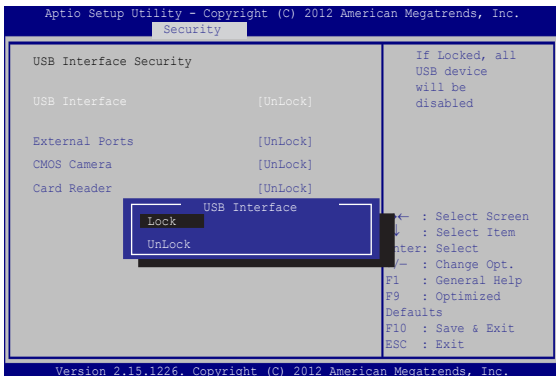 Aptio Setup Utility - Copyright (C) 2012 American Megatrends, Inc.
Security
USB Interface Security
USB Interface [UnLock]
External Ports [UnLock]
CMOS Camera [UnLock]
Card Reader [UnLock]
USB Interface
Lock
UnLock
If Locked, all
USB device
will be
disabled
→← : Select Screen
↓ : Select Item
nter: Select
/— : Change Opt.
F1 : General Help
F9 : Optimized
Defaults
F10 : Save & Exit
ESC : Exit
Version 2.15.1226. Copyright (C) 2012 American Megatrends, Inc.